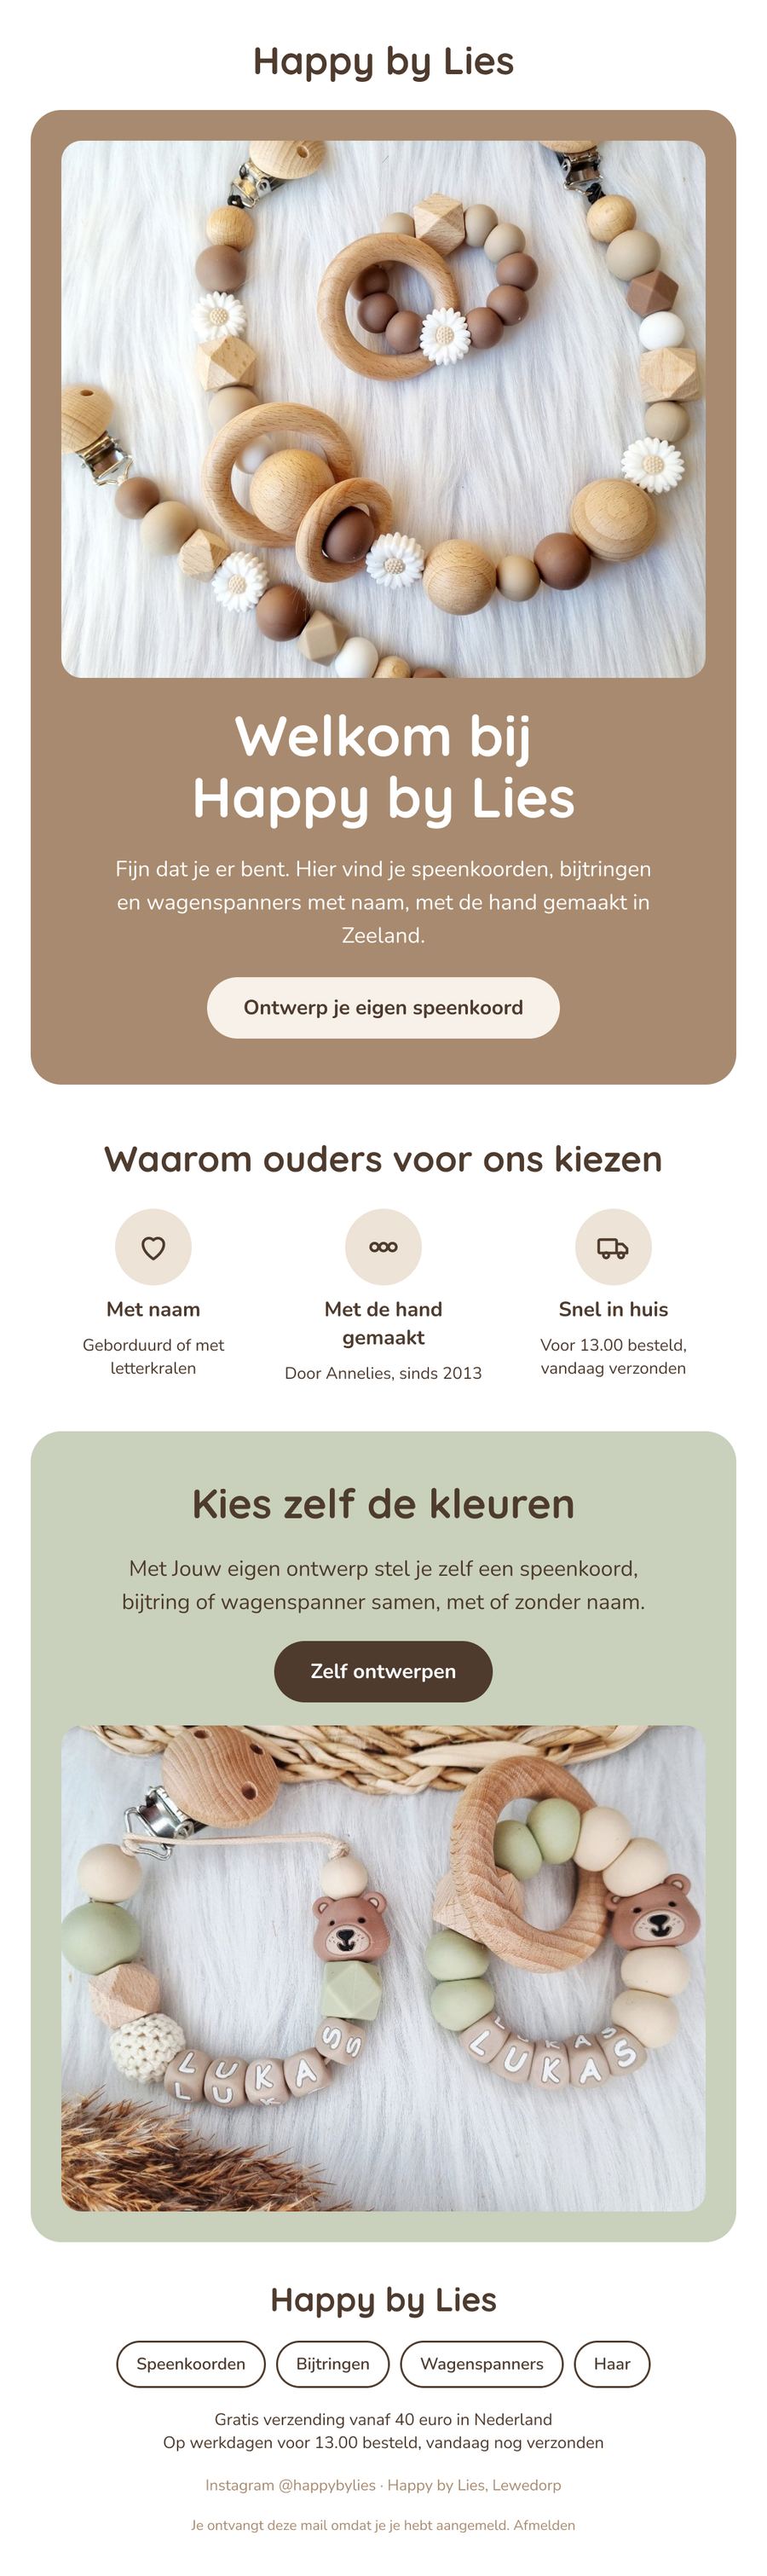 Happy by Lies
Welkom bij
Happy by Lies
Fijn dat je er bent. Hier vind je speenkoorden, bijtringen
en wagenspanners met naam, met de hand gemaakt in
Zeeland.
Ontwerp je eigen speenkoord
Waarom ouders voor ons kiezen
Met naam
Geborduurd of met
letterkralen
Met de hand
gemaakt
Door Annelies, sinds 2013
Snel in huis
Voor 13.00 besteld,
vandaag verzonden
Kies zelf de kleuren
Met Jouw eigen ontwerp stel je zelf een speenkoord,
bijtring of wagenspanner samen, met of zonder naam.
Zelf ontwerpen
LUKAS
LUKAS
Happy by Lies
Speenkoorden
Bijtringen
Wagenspanners
Haar
Gratis verzending vanaf 40 euro in Nederland
Op werkdagen voor 13.00 besteld, vandaag nog verzonden
Instagram @happybylies · Happy by Lies, Lewedorp
Je ontvangt deze mail omdat je je hebt aangemeld. Afmelden